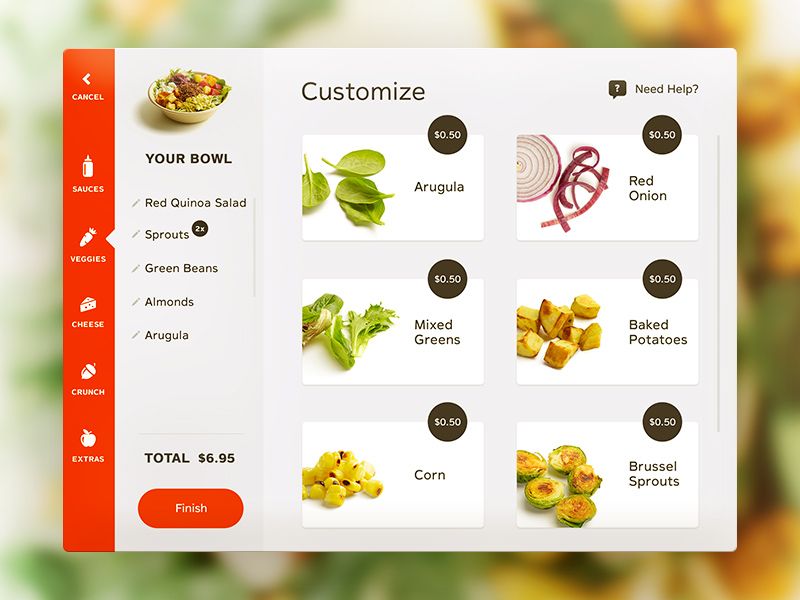 CANCEL
SAUCES
VEGGIES
CHEESE
CRUNCH
EXTRAS
YOUR BOWL
Red Quinoa Salad
Sprouts 2x
Green Beans
Almonds
Arugula
TOTAL $6.95
Finish
Customize
? Need Help?
$0.50
Arugula
$0.50
Red
Onion
$0.50
Mixed
Greens
$0.50
Baked
Potatoes
$0.50
Corn
$0.50
Brussel
Sprouts